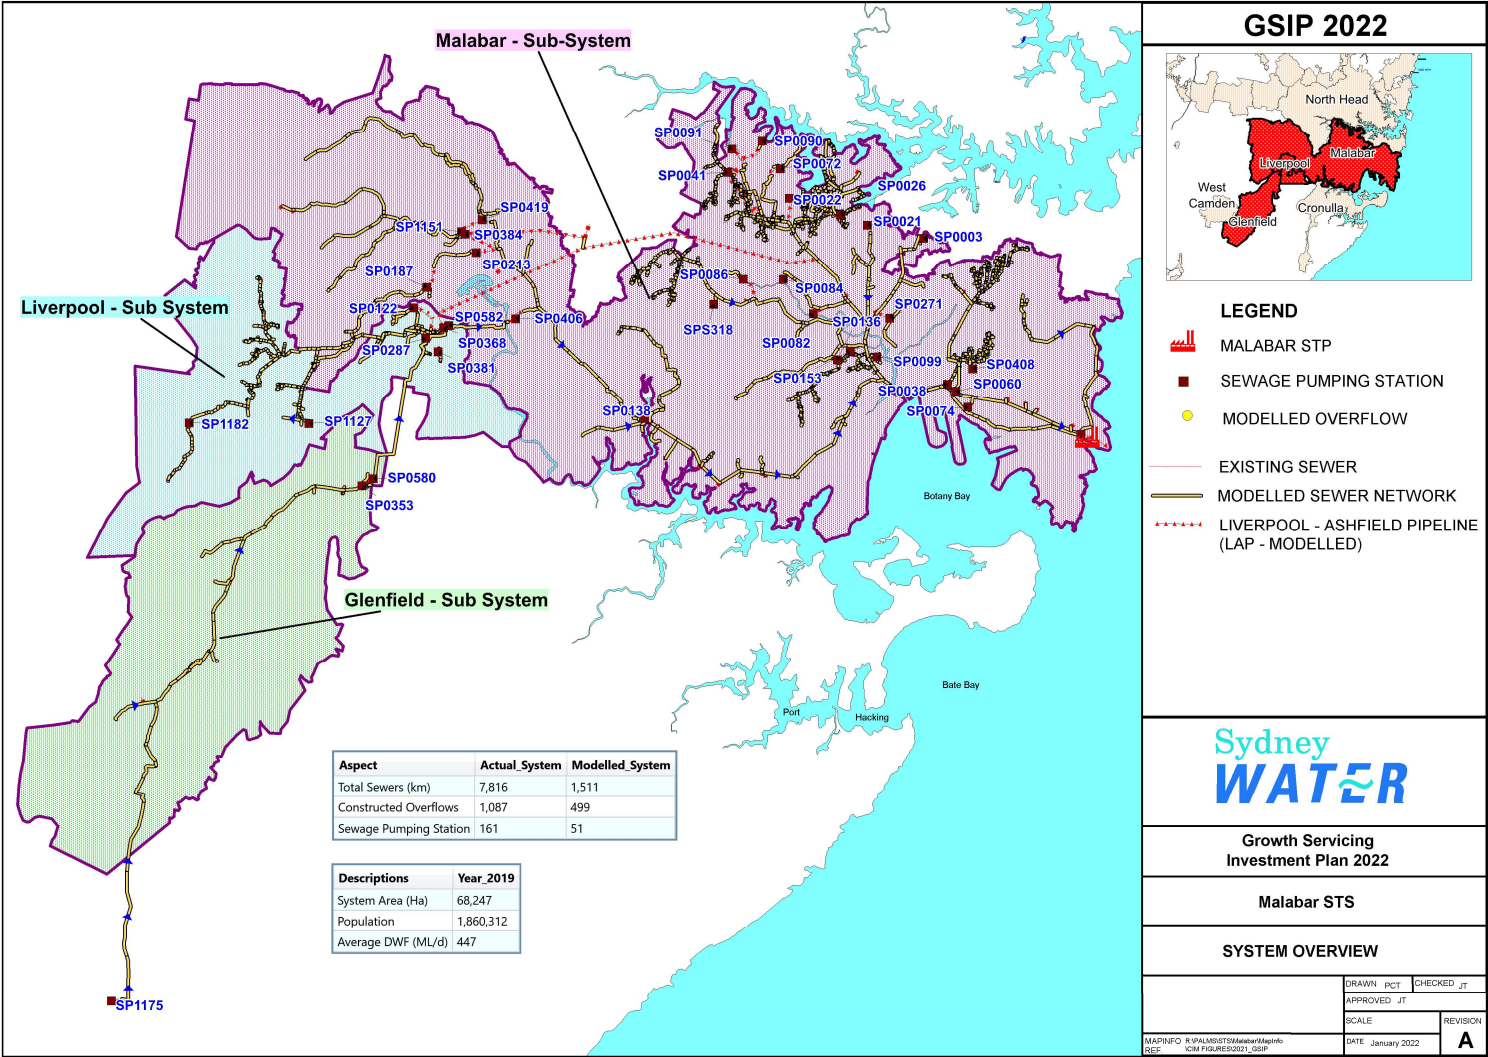 Malabar - Sub-System
SP0091
SP0090
SP0072
SP0041
SP0026
SP0022
SP0021
SP0003
SP0419
SP1151
SP0384
SP0213
SP0187
SP0086
SP0084
SP0271
Liverpool - Sub System
SP0122
SP0582
SP0406
SPS318
SP0136
SP0287
SP0368
SP0082
SP0381
SP0099
SP0408
SP0153
SP0038
SP0060
SP0074
SP0138
SP1182
SP1127
SP0580
SP0353
Botany Bay
Glenfield - Sub System
Bate Bay
Port
Hacking
Aspect Actual_System Modelled_System
Total Sewers (km) 7,816 1,511
Constructed Overflows 1,087 499
Sewage Pumping Station 161 51
Descriptions Year_2019
System Area (Ha) 68,247
Population 1,860,312
Average DWF (ML/d) 447
SP1175
GSIP 2022
North Head
Malabar
Liverpool
West
Camden
Cronulla
Glenfield
LEGEND
MALABAR STP
SEWAGE PUMPING STATION
MODELLED OVERFLOW
EXISTING SEWER
MODELLED SEWER NETWORK
LIVERPOOL - ASHFIELD PIPELINE
(LAP - MODELLED)
Sydney
WATER
Growth Servicing
Investment Plan 2022
Malabar STS
SYSTEM OVERVIEW
DRAWN PCT CHECKED JT
APPROVED JT
SCALE
REVISION
A
DATE January 2022
MAPINFO R:\PALMS\STS\Malabar\MapInfo
REF. \CIM FIGURES\2021_GSIP